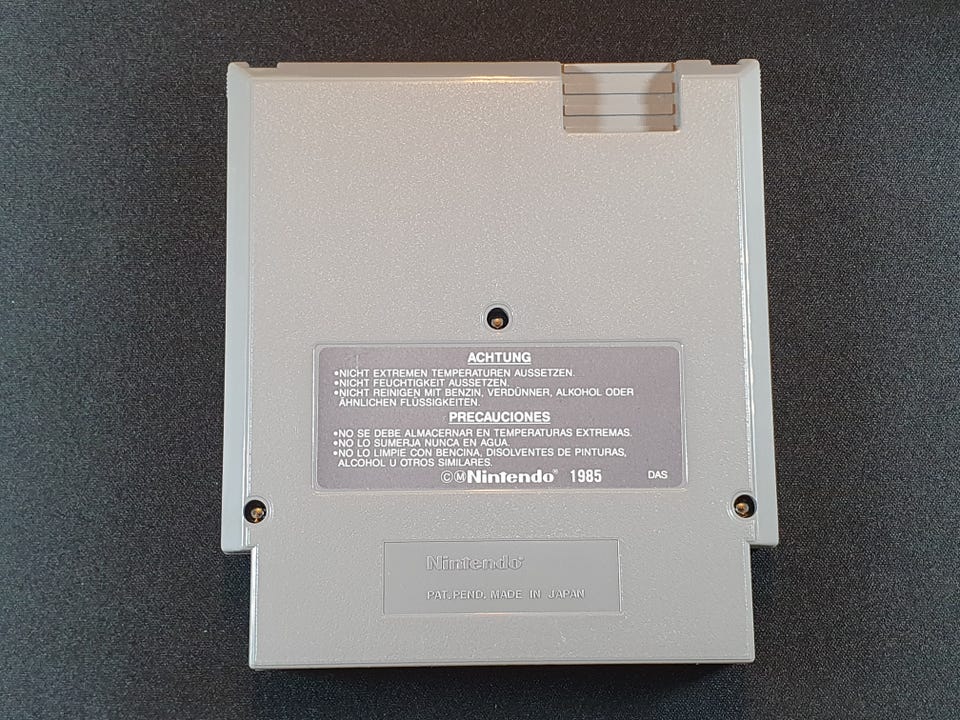 ACHTUNG
•NICHT EXTREMEN TEMPERATUREN AUSSETZEN.
•NICHT FEUCHTIGKEIT AUSSETZEN.
•NICHT REINIGEN MIT BENZIN, VERDÜNNER, ALKOHOL ODER
ÄHNLICHEN FLÜSSIGKEITEN.
PRECAUCIONES
•NO SE DEBE ALMACERNAR EN TEMPERATURAS EXTREMAS.
•NO LO SUMERJA NUNCA EN AGUA.
•NO LO LIMPIE CON BENCINA, DISOLVENTES DE PINTURAS,
ALCOHOL U OTROS SIMILARES.
©ⓂNintendo® 1985 DAS
Nintendo®
PAT. PEND. MADE IN JAPAN